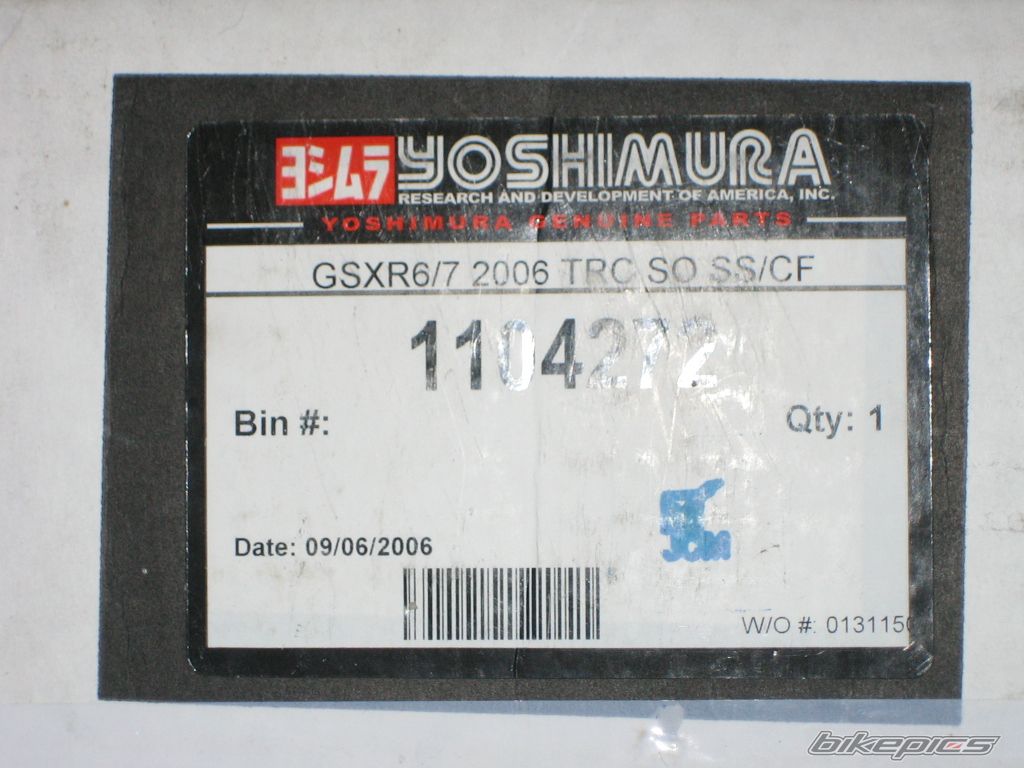 ヨシムラ YOSHIMURA
RESEARCH AND DEVELOPMENT OF AMERICA, INC.
YOSHIMURA GENUINE PARTS
GSXR6/7 2006 TRC SO SS/CF
1104272
Bin #:
Qty: 1
Date: 09/06/2006
W/O #: 0131150
bikepics